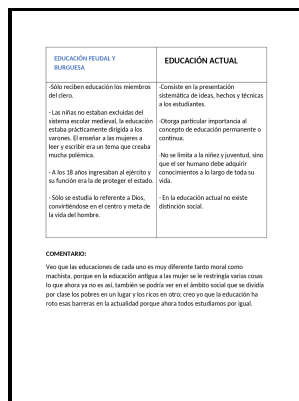 EDUCACIÓN FEUDAL Y
BURGUESA
-Sólo reciben educación los miembros
del clero.
-Las niñas no estaban excluidas del
sistema escolar medieval, la educación
estaba prácticamente dirigida a los
varones. El enseñar a las mujeres a
leer y escribir era un tema que creaba
mucha polémica.
-A los 18 años ingresaban al ejército y
su función era la de proteger el estado.
-Sólo se estudia lo referente a Dios,
convirtiéndose en el centro y meta de
la vida del hombre.
EDUCACIÓN ACTUAL
-Consiste en la presentación
sistemática de ideas, hechos y técnicas
a los estudiantes.
-Otorga particular importancia al
concepto de educación permanente o
continua.
-No se limita a la niñez y juventud, sino
que el ser humano debe adquirir
conocimientos a lo largo de toda su
vida.
- En la educación actual no existe
distinción social.
COMENTARIO:
Veo que las educaciones de cada uno es muy diferente tanto moral como
machista, porque en la educación antigua a las mujer se le restringía varias cosas
lo que ahora ya no es así, también se podría ver en el ámbito social que se dividía
por clase los pobres en un lugar y los ricos en otro; creo yo que la educación ha
roto esas barreras en la actualidad porque ahora todos estudiamos por igual.